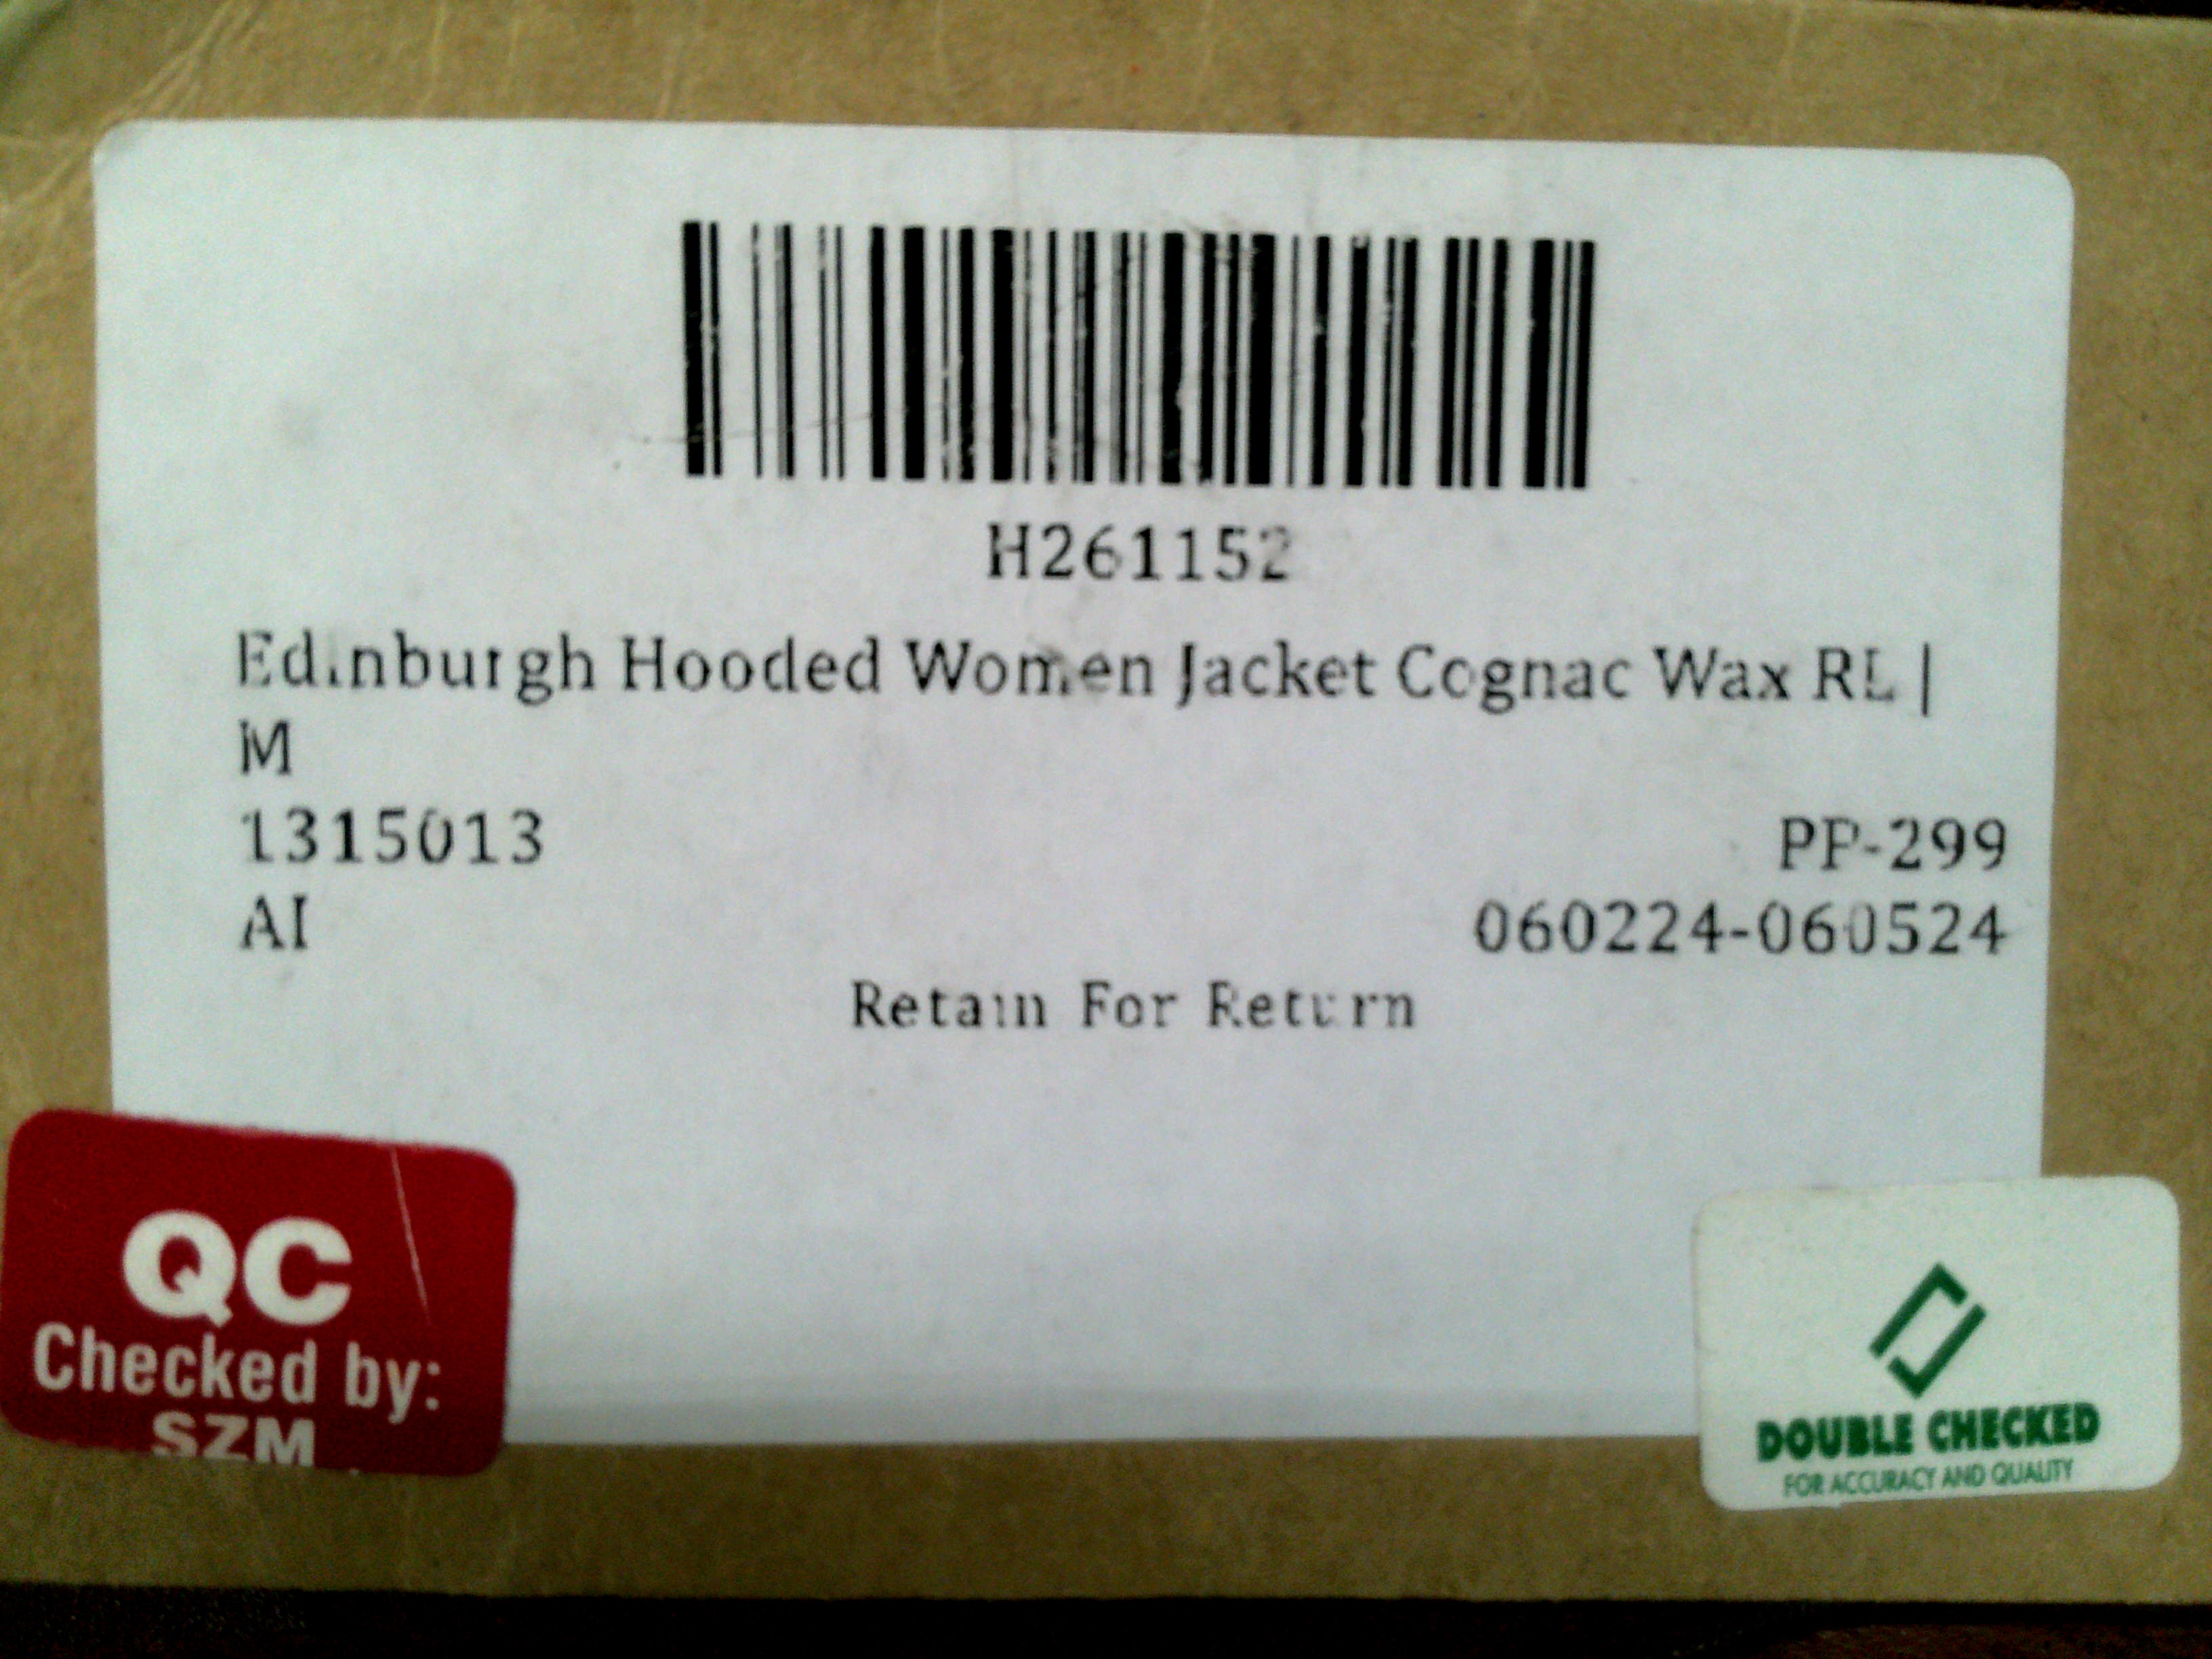 H261152
Edinburgh Hooded Women Jacket Cognac Wax RL |
M
1315013
PP-299
AI
060224-060524
Retain For Return
QC
Checked by:
SZM
DOUBLE CHECKED
FOR ACCURACY AND QUALITY